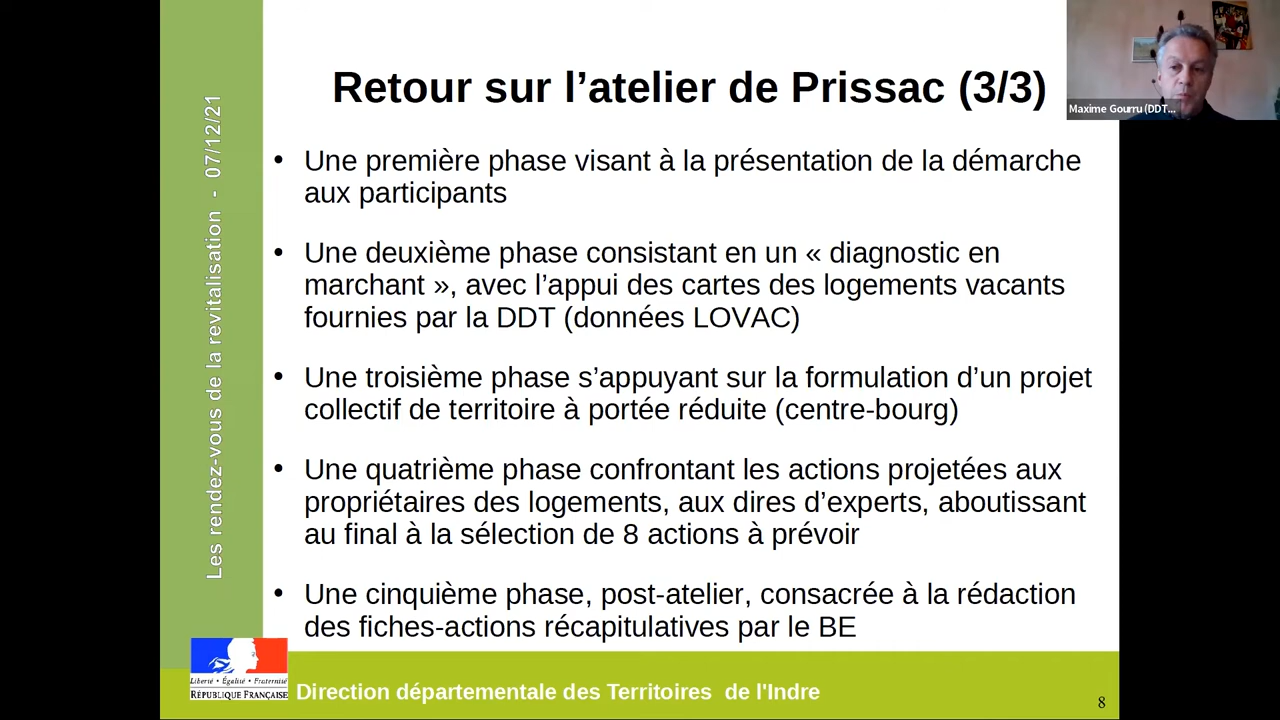 Retour sur l’atelier de Prissac (3/3)
Maxime Gourru (DDT...
Les rendez-vous de la revitalisation - 07/12/21
• Une première phase visant à la présentation de la démarche
aux participants
• Une deuxième phase consistant en un « diagnostic en
marchant », avec l’appui des cartes des logements vacants
fournies par la DDT (données LOVAC)
• Une troisième phase s’appuyant sur la formulation d’un projet
collectif de territoire à portée réduite (centre-bourg)
• Une quatrième phase confrontant les actions projetées aux
propriétaires des logements, aux dires d’experts, aboutissant
au final à la sélection de 8 actions à prévoir
• Une cinquième phase, post-atelier, consacrée à la rédaction
des fiches-actions récapitulatives par le BE
Liberté • Égalité • Fraternité
RÉPUBLIQUE FRANÇAISE
Direction départementale des Territoires de l'Indre
8